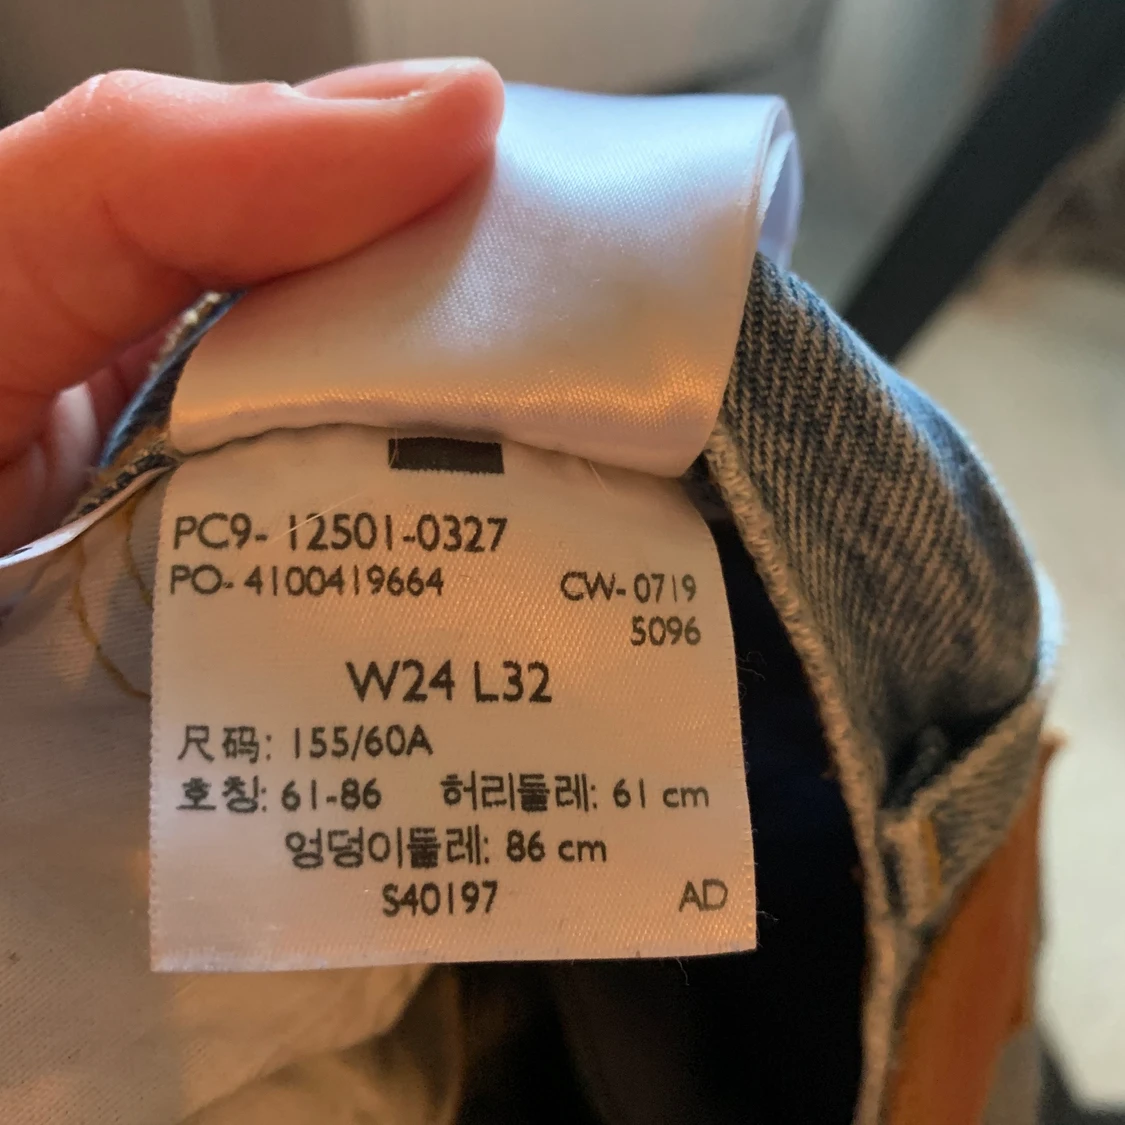 PC9- 12501-0327
PO- 4100419664 CW- 0719
5096
W24 L32
尺码: 155/60A
호칭: 61-86 허리둘레: 61 cm
엉덩이둘레: 86 cm
S40197 AD